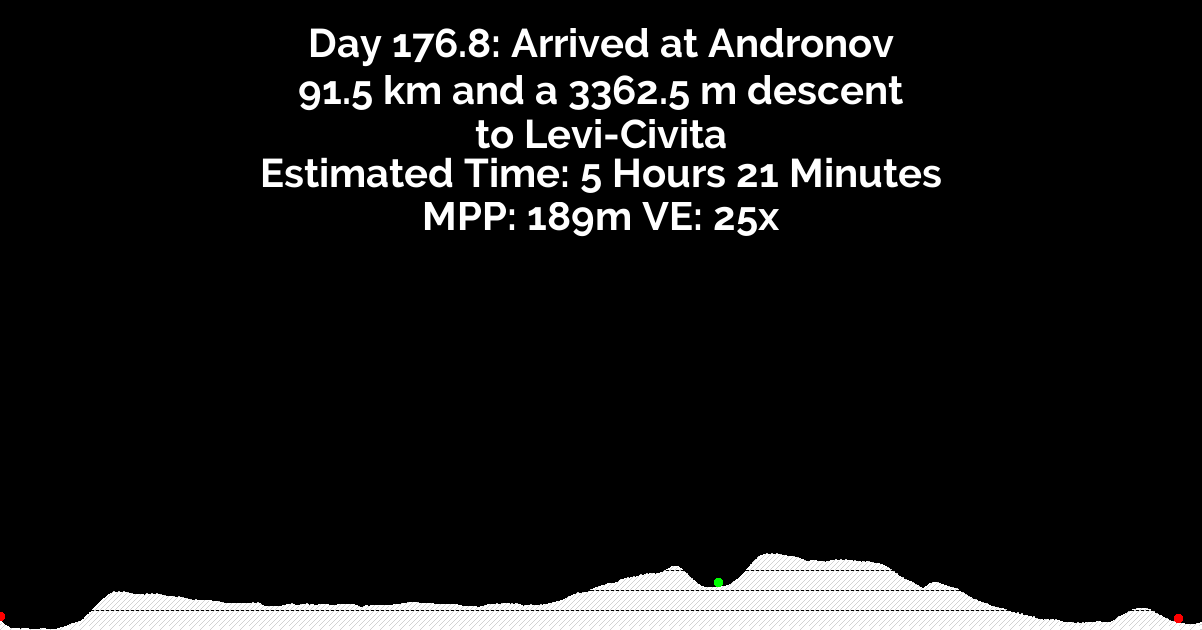 Day 176.8: Arrived at Andronov
91.5 km and a 3362.5 m descent
to Levi-Civita
Estimated Time: 5 Hours 21 Minutes
MPP: 189m VE: 25x